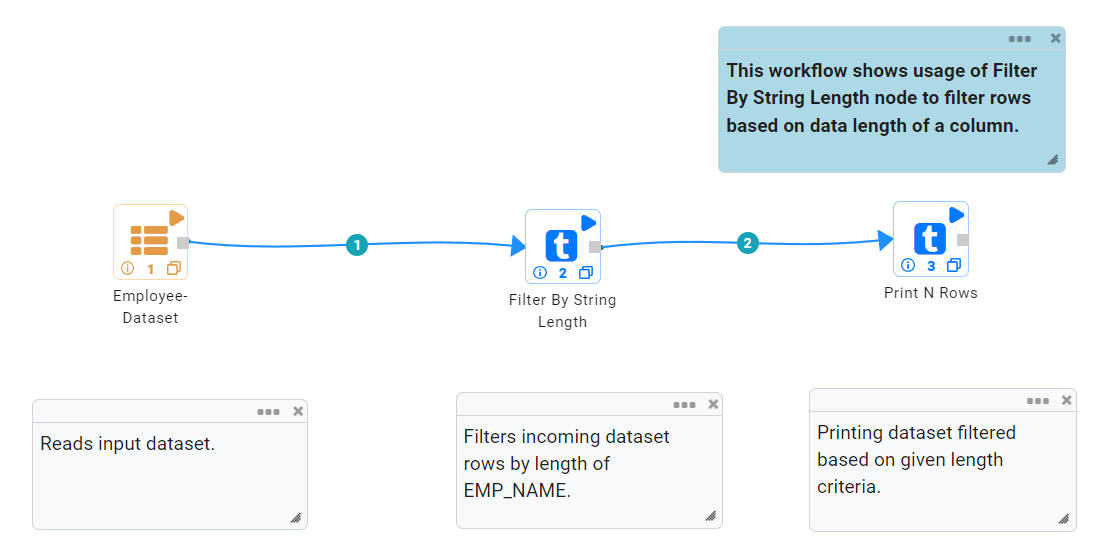 This workflow shows usage of Filter
By String Length node to filter rows
based on data length of a column.
1
Employee-
Dataset
1
t
2
Filter By String
Length
2
t
3
Print N Rows
Reads input dataset.
Filters incoming dataset
rows by length of
EMP_NAME.
Printing dataset filtered
based on given length
criteria.